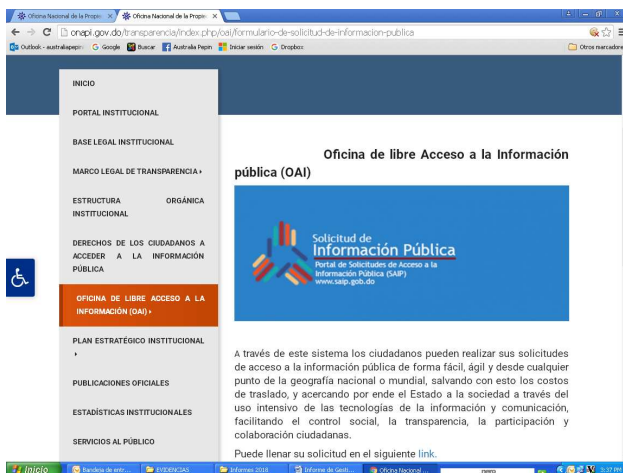 Oficina Nacional de la Propie
Oficina Nacional de la Propie
onapi.gov.do/transparencia/index.php/oai/formulario-de-solicitud-de-informacion-publica
Outlook - australiapepin
Google
Buscar
Australia Pepin
Iniciar sesión
Dropbox
Otros marcadore
INICIO
PORTAL INSTITUCIONAL
BASE LEGAL INSTITUCIONAL
MARCO LEGAL DE TRANSPARENCIA
ESTRUCTURA ORGÁNICA
INSTITUCIONAL
DERECHOS DE LOS CIUDADANOS A
ACCEDER A LA INFORMACIÓN
PÚBLICA
OFICINA DE LIBRE ACCESO A LA
INFORMACIÓN (OAI)
PLAN ESTRATÉGICO INSTITUCIONAL
PUBLICACIONES OFICIALES
ESTADÍSTICAS INSTITUCIONALES
SERVICIOS AL PÚBLICO
Oficina de libre Acceso a la Información
pública (OAI)
Solicitud de
Información Pública
Portal de Solicitudes de Acceso a la
Información Pública (SAIP)
www.saip.gob.do
A través de este sistema los ciudadanos pueden realizar sus solicitudes
de acceso a la información pública de forma fácil, ágil y desde cualquier
punto de la geografía nacional o mundial, salvando con esto los costos
de traslado, y acercando por ende el Estado a la sociedad a través del
uso intensivo de las tecnologías de la información y comunicación,
facilitando el control social, la transparencia, la participación y
colaboración ciudadanas.
Puede llenar su solicitud en el siguiente link.
Inicio
Bandeja de entr...
EVIDENCIAS
Informes 2018
Informe de Gesti...
Oficina Nacional ...
3:37 PM